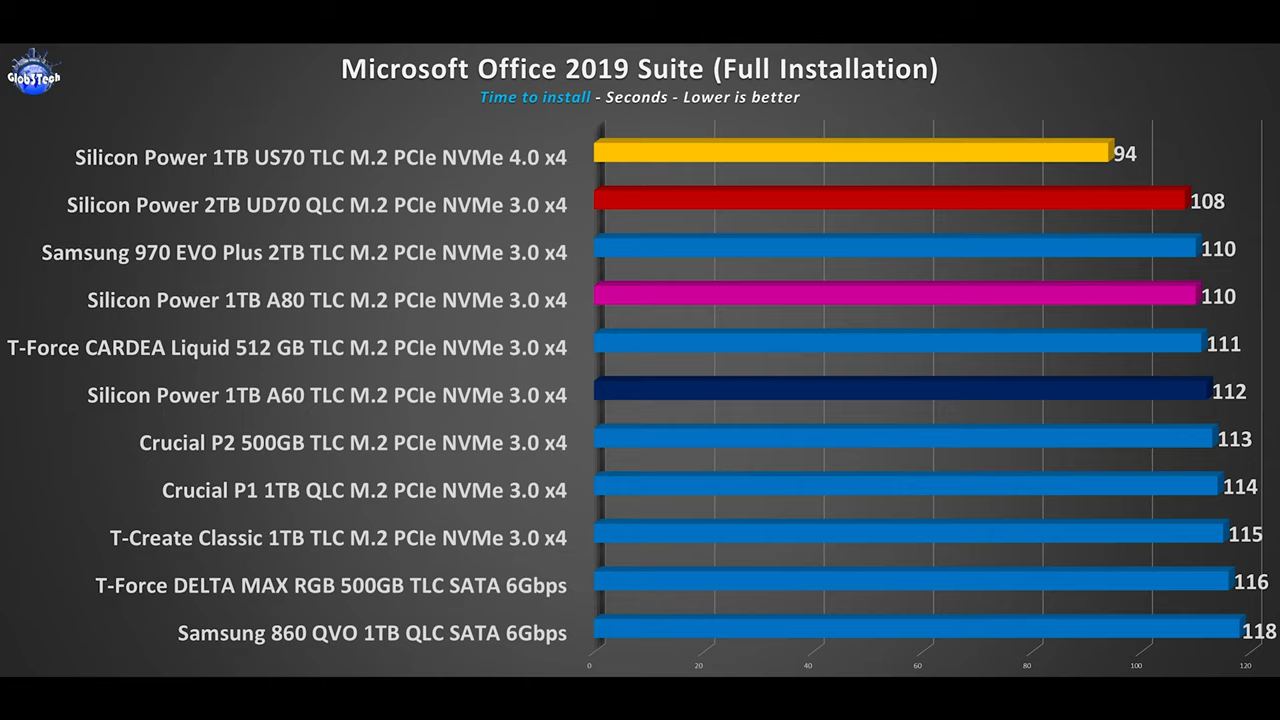 Glob3Tech
Microsoft Office 2019 Suite (Full Installation)
Time to install - Seconds - Lower is better
Silicon Power 1TB US70 TLC M.2 PCIe NVMe 4.0 x4 94
Silicon Power 2TB UD70 QLC M.2 PCIe NVMe 3.0 x4 108
Samsung 970 EVO Plus 2TB TLC M.2 PCIe NVMe 3.0 x4 110
Silicon Power 1TB A80 TLC M.2 PCIe NVMe 3.0 x4 110
T-Force CARDEA Liquid 512 GB TLC M.2 PCIe NVMe 3.0 x4 111
Silicon Power 1TB A60 TLC M.2 PCIe NVMe 3.0 x4 112
Crucial P2 500GB TLC M.2 PCIe NVMe 3.0 x4 113
Crucial P1 1TB QLC M.2 PCIe NVMe 3.0 x4 114
T-Create Classic 1TB TLC M.2 PCIe NVMe 3.0 x4 115
T-Force DELTA MAX RGB 500GB TLC SATA 6Gbps 116
Samsung 860 QVO 1TB QLC SATA 6Gbps 118
0 20 40 60 80 100 120